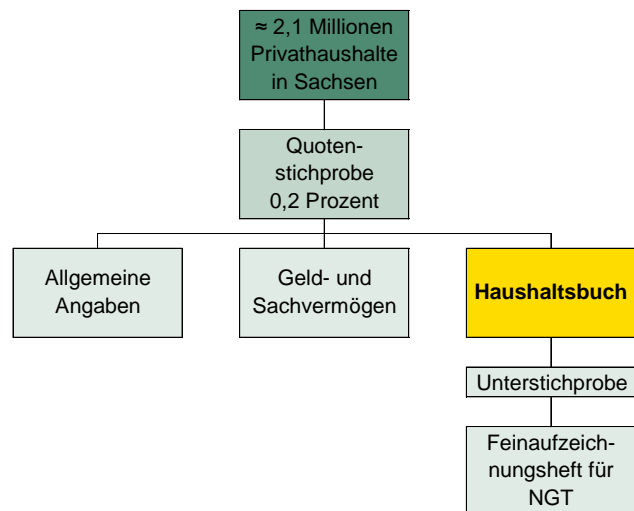 ≈ 2,1 Millionen
Privathaushalte
in Sachsen
Quoten-
stichprobe
0,2 Prozent
Allgemeine
Angaben
Geld- und
Sachvermögen
Haushaltsbuch
Unterstichprobe
Feinaufzeich-
nungsheft für
NGT